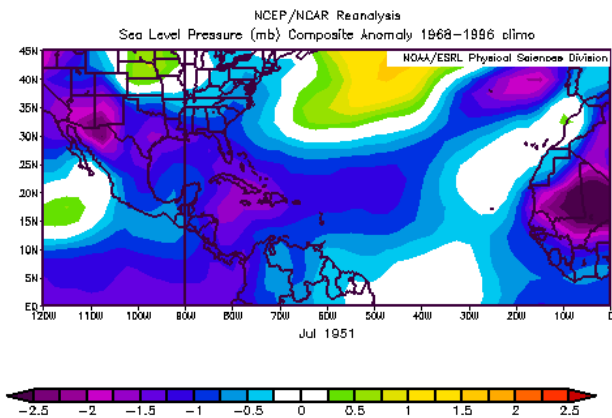 NCEP/NCAR Reanalysis
Sea Level Pressure (mb) Composite Anomaly 1968-1996 climo
NOAA/ESRL Physical Sciences Division
45N
40N
35N
30N
25N
20N
15N
10N
5N
EQ
120W 110W 100W 90W 80W 70W 60W 50W 40W 30W 20W 10W 0
Jul 1951
-2.5 -2 -1.5 -1 -0.5 0 0.5 1 1.5 2 2.5